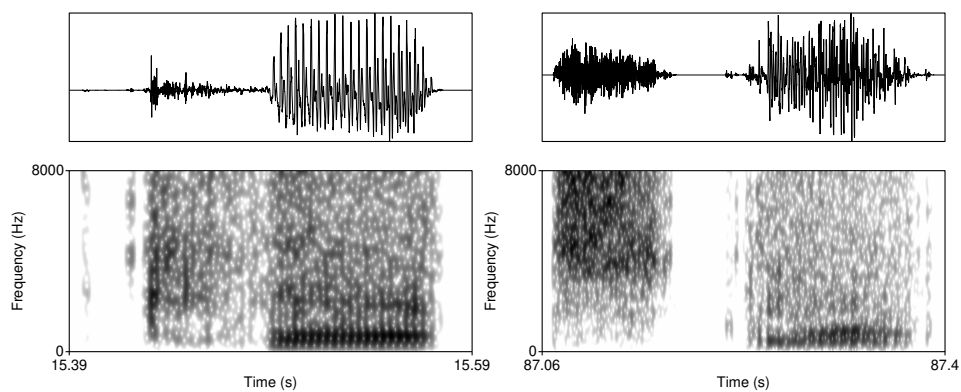 8000
Frequency (Hz)
0
15.39
15.59
Time (s)
8000
Frequency (Hz)
0
87.06
87.4
Time (s)